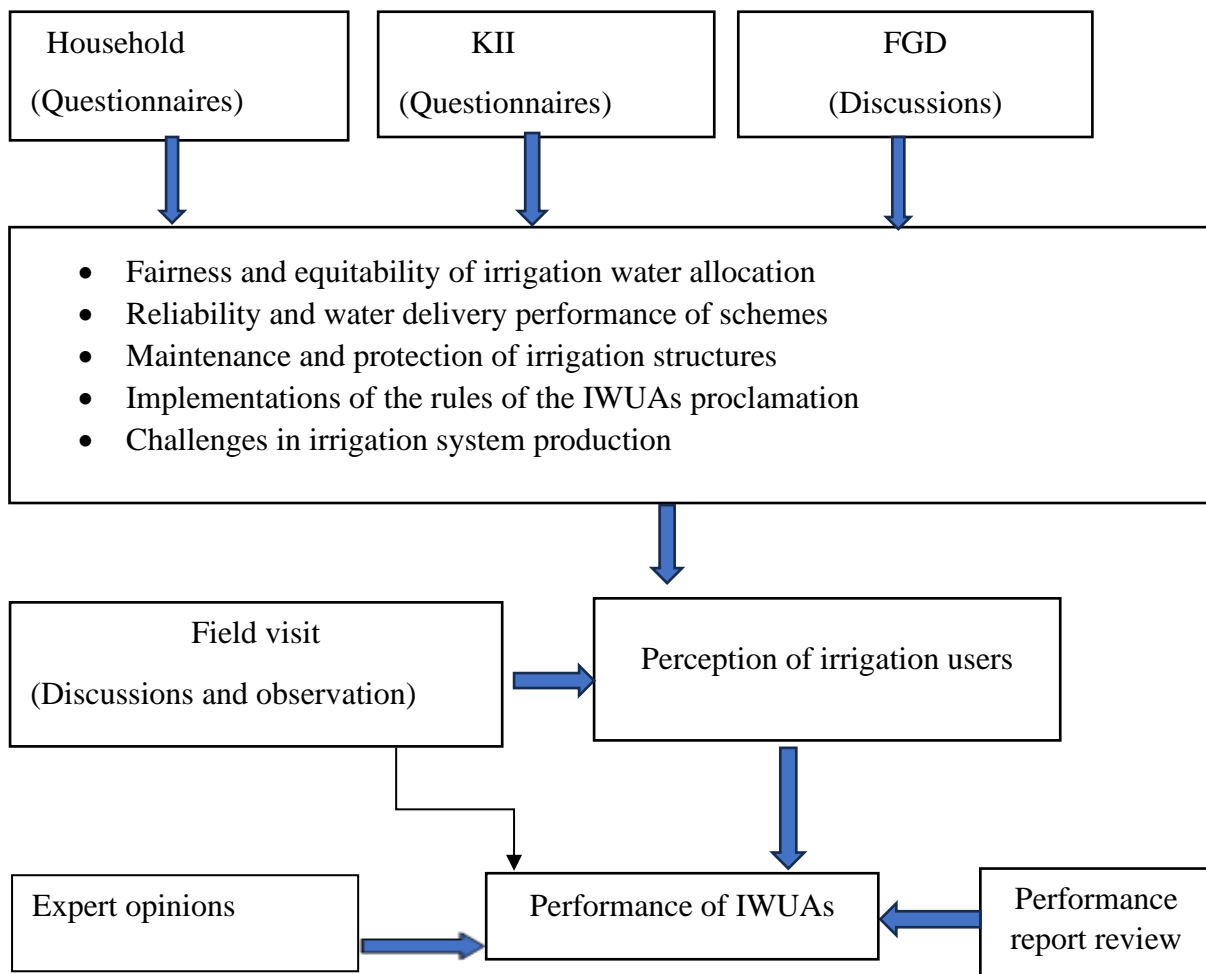 Household
(Questionnaires)
KII
(Questionnaires)
FGD
(Discussions)
• Fairness and equitability of irrigation water allocation
• Reliability and water delivery performance of schemes
• Maintenance and protection of irrigation structures
• Implementations of the rules of the IWUAs proclamation
• Challenges in irrigation system production
Field visit
(Discussions and observation)
Perception of irrigation users
Expert opinions
Performance of IWUAs
Performance
report review